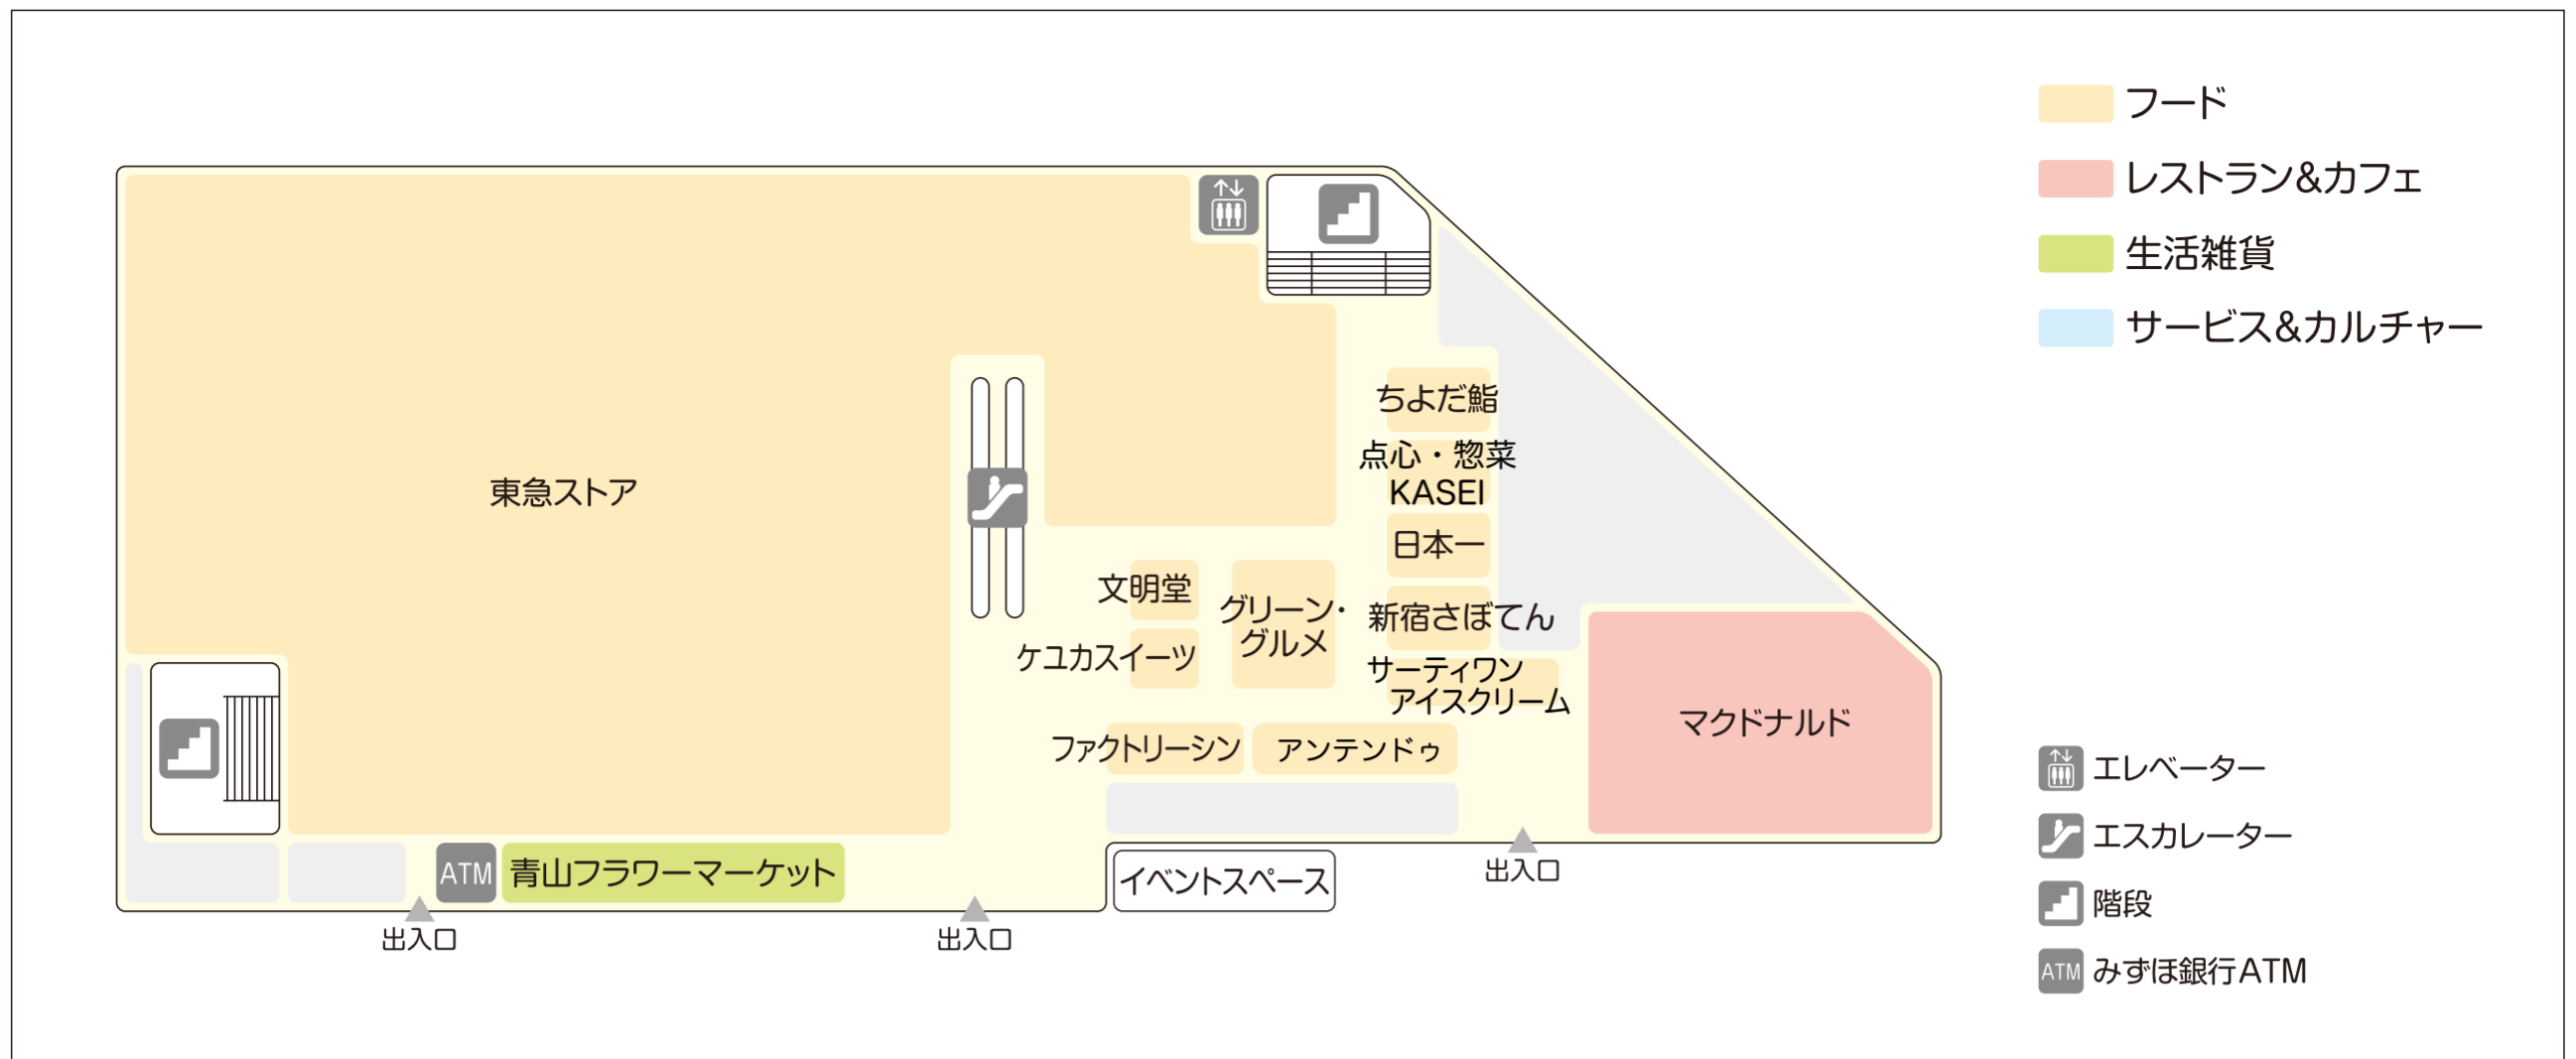 フード
レストラン&カフェ
生活雑貨
サービス&カルチャー
ちよだ鮨
点心・惣菜
KASEI
東急ストア
日本一
文明堂
グリーン・
グルメ
新宿さぼてん
ケユカスイーツ
サーティワン
アイスクリーム
マクドナルド
ファクトリーシン
アンテンドゥ
ATM
青山フラワーマーケット
イベントスペース
出入口
出入口
出入口
エレベーター
エスカレーター
階段
ATM
みずほ銀行ATM